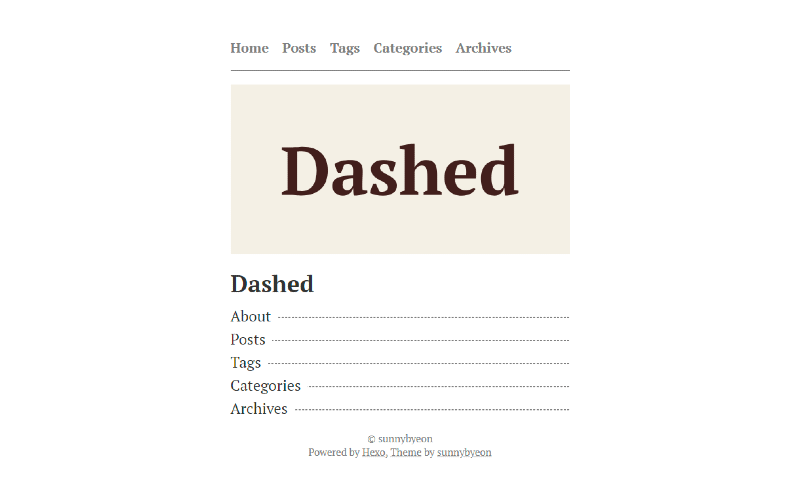 Home Posts Tags Categories Archives
Dashed
Dashed
About
Posts
Tags
Categories
Archives
© sunnybyeon
Powered by Hexo, Theme by sunnybyeon